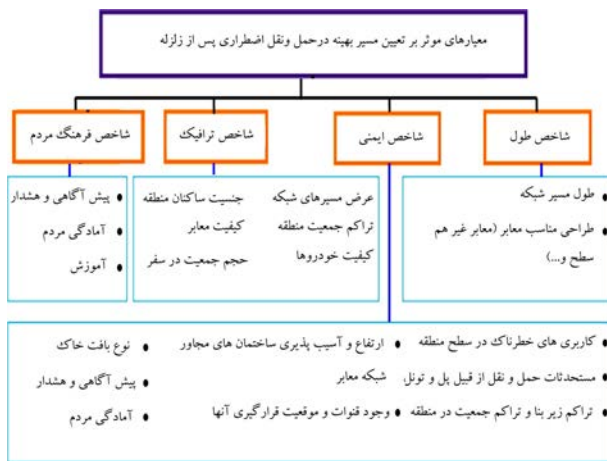 معیارهای موثر بر تعیین مسیر بهینه درحمل ونقل اضطراری پس از زلزله
شاخص طول
شاخص ایمنی
شاخص ترافیک
شاخص فرهنگ مردم
• طول مسیر شبکه
• طراحی مناسب معابر (معابر غیر هم
سطح و...)
عرض مسیرهای شبکه
تراکم جمعیت منطقه
کیفیت خودروها
جنسیت ساکنان منطقه
کیفیت معابر
حجم جمعیت در سفر
• پیش آگاهی و هشدار
• آمادگی مردم
• آموزش
• کاربری های خطرناک در سطح منطقه
• مستحدثات حمل و نقل از قبیل پل و تونل
• تراکم زیر بنا و تراکم جمعیت در منطقه
• ارتفاع و آسیب پذیری ساختمان های مجاور
شبکه معابر
• وجود قنوات و موقعیت قرارگیری آنها
• نوع بافت خاک
• پیش آگاهی و هشدار
• آمادگی مردم